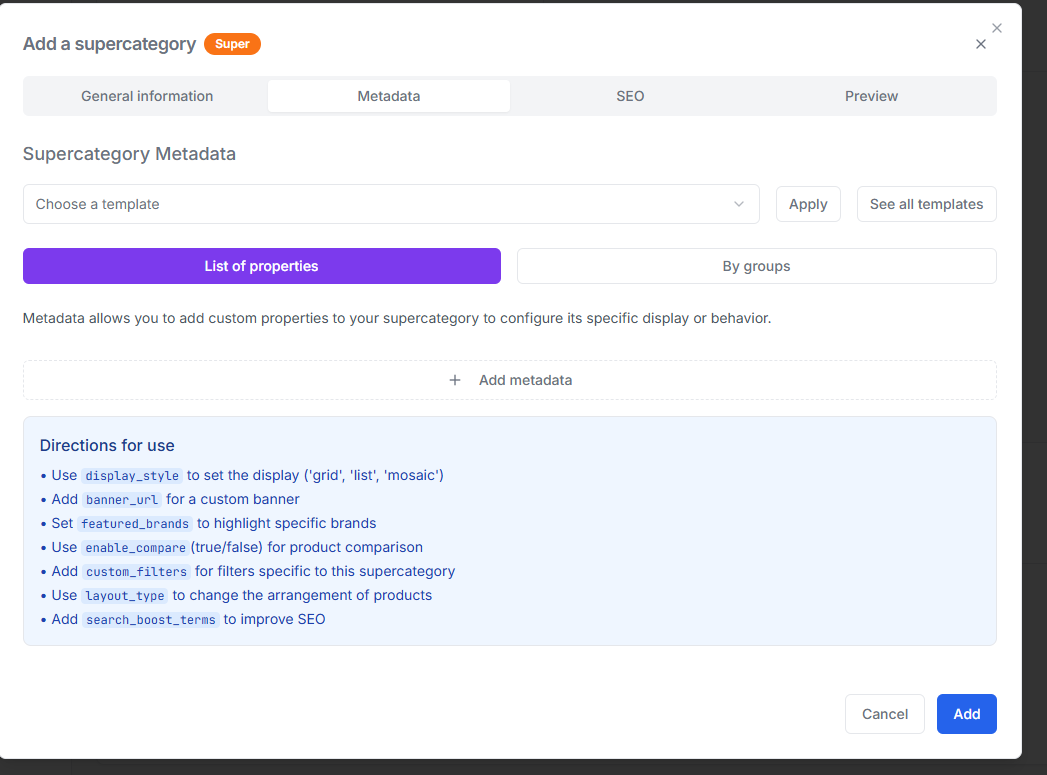 Add a supercategory Super
General information Metadata SEO Preview
Supercategory Metadata
Choose a template Apply See all templates
List of properties By groups
Metadata allows you to add custom properties to your supercategory to configure its specific display or behavior.
+ Add metadata
Directions for use
• Use display_style to set the display ('grid', 'list', 'mosaic')
• Add banner_url for a custom banner
• Set featured_brands to highlight specific brands
• Use enable_compare (true/false) for product comparison
• Add custom_filters for filters specific to this supercategory
• Use layout_type to change the arrangement of products
• Add search_boost_terms to improve SEO
Cancel Add